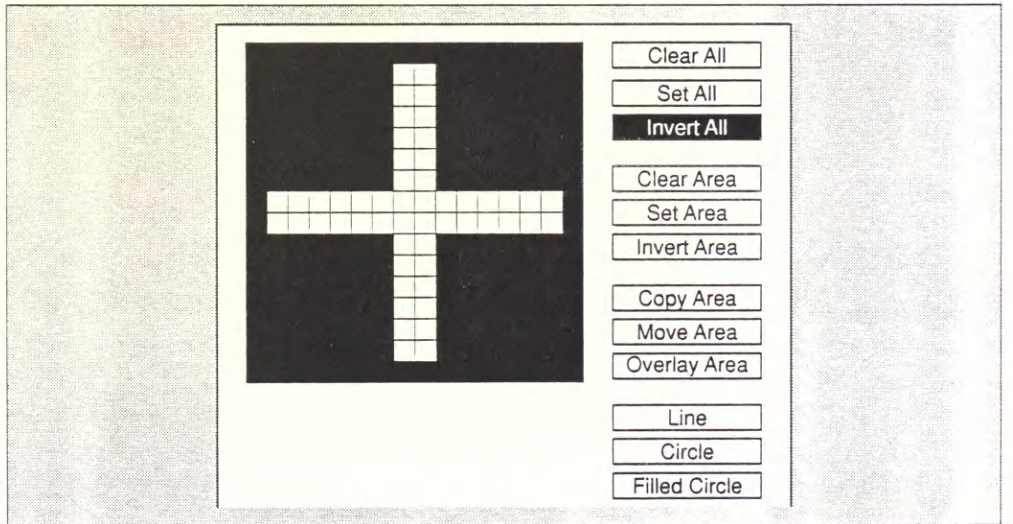 Clear All
Set All
Invert All
Clear Area
Set Area
Invert Area
Copy Area
Move Area
Overlay Area
Line
Circle
Filled Circle